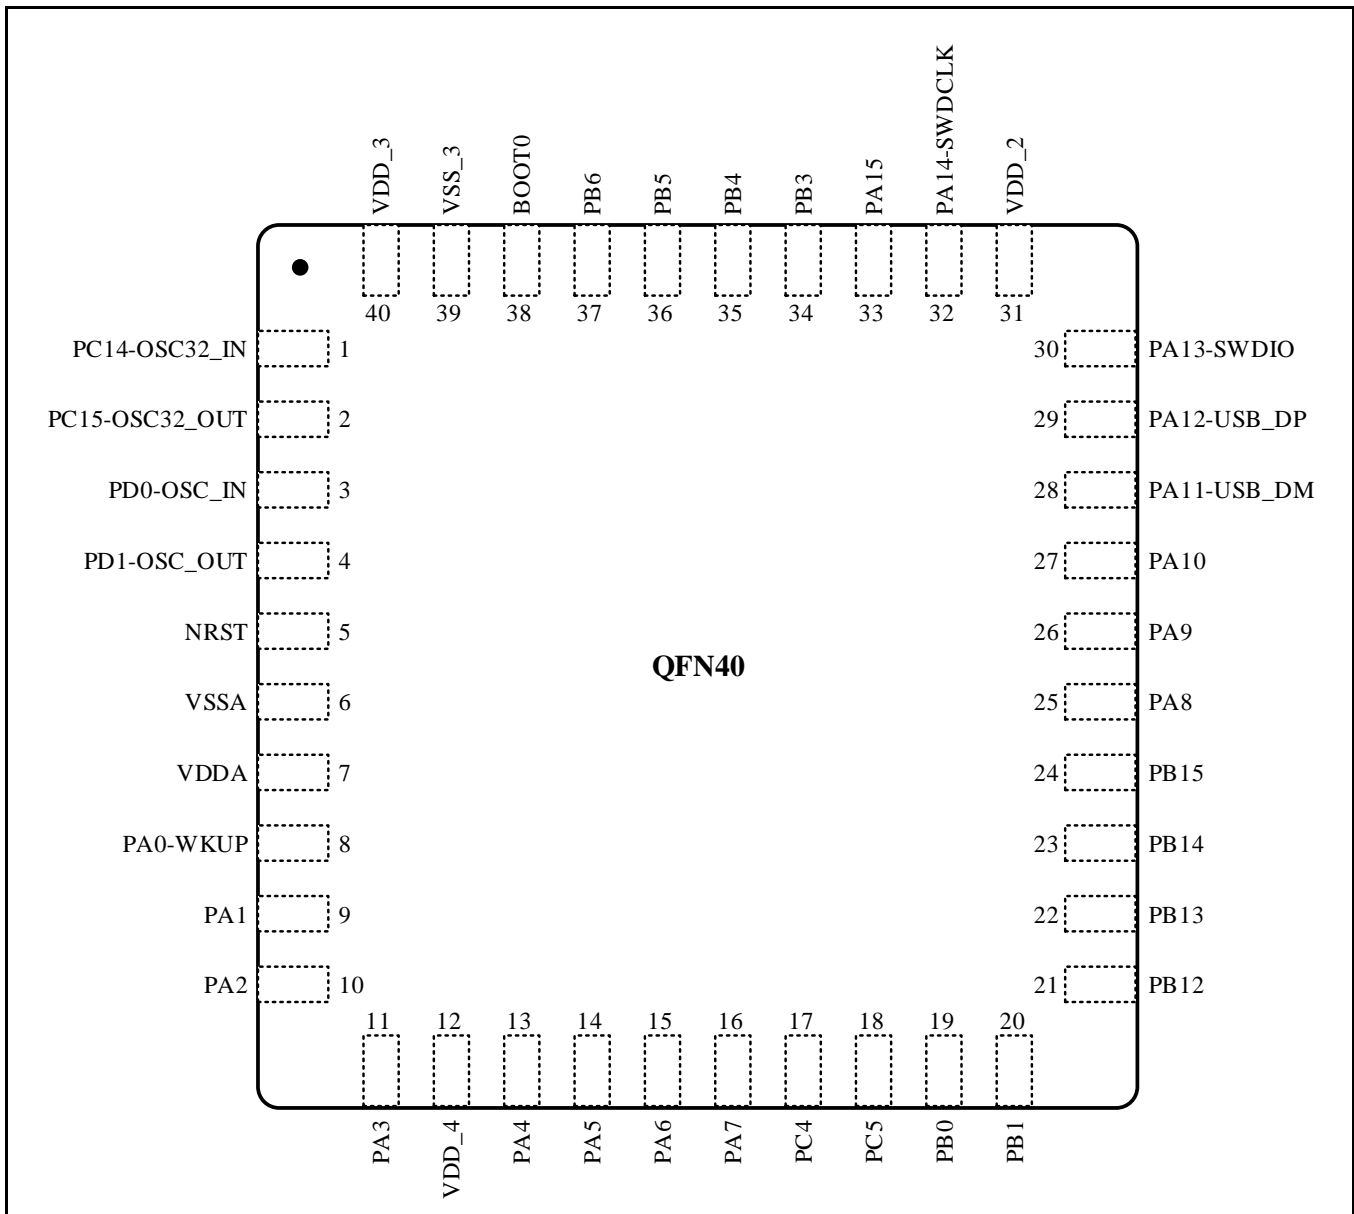 VDD_3
VSS_3
BOOT0
PB6
PB5
PB4
PB3
PA15
PA14-SWDCLK
VDD_2
40 39 38 37 36 35 34 33 32 31
PC14-OSC32_IN 1 30 PA13-SWDIO
PC15-OSC32_OUT 2 29 PA12-USB_DP
PD0-OSC_IN 3 28 PA11-USB_DM
PD1-OSC_OUT 4 27 PA10
NRST 5 26 PA9
QFN40
VSSA 6 25 PA8
VDDA 7 24 PB15
PA0-WKUP 8 23 PB14
PA1 9 22 PB13
PA2 10 21 PB12
11 12 13 14 15 16 17 18 19 20
PA3
VDD_4
PA4
PA5
PA6
PA7
PC4
PC5
PB0
PB1